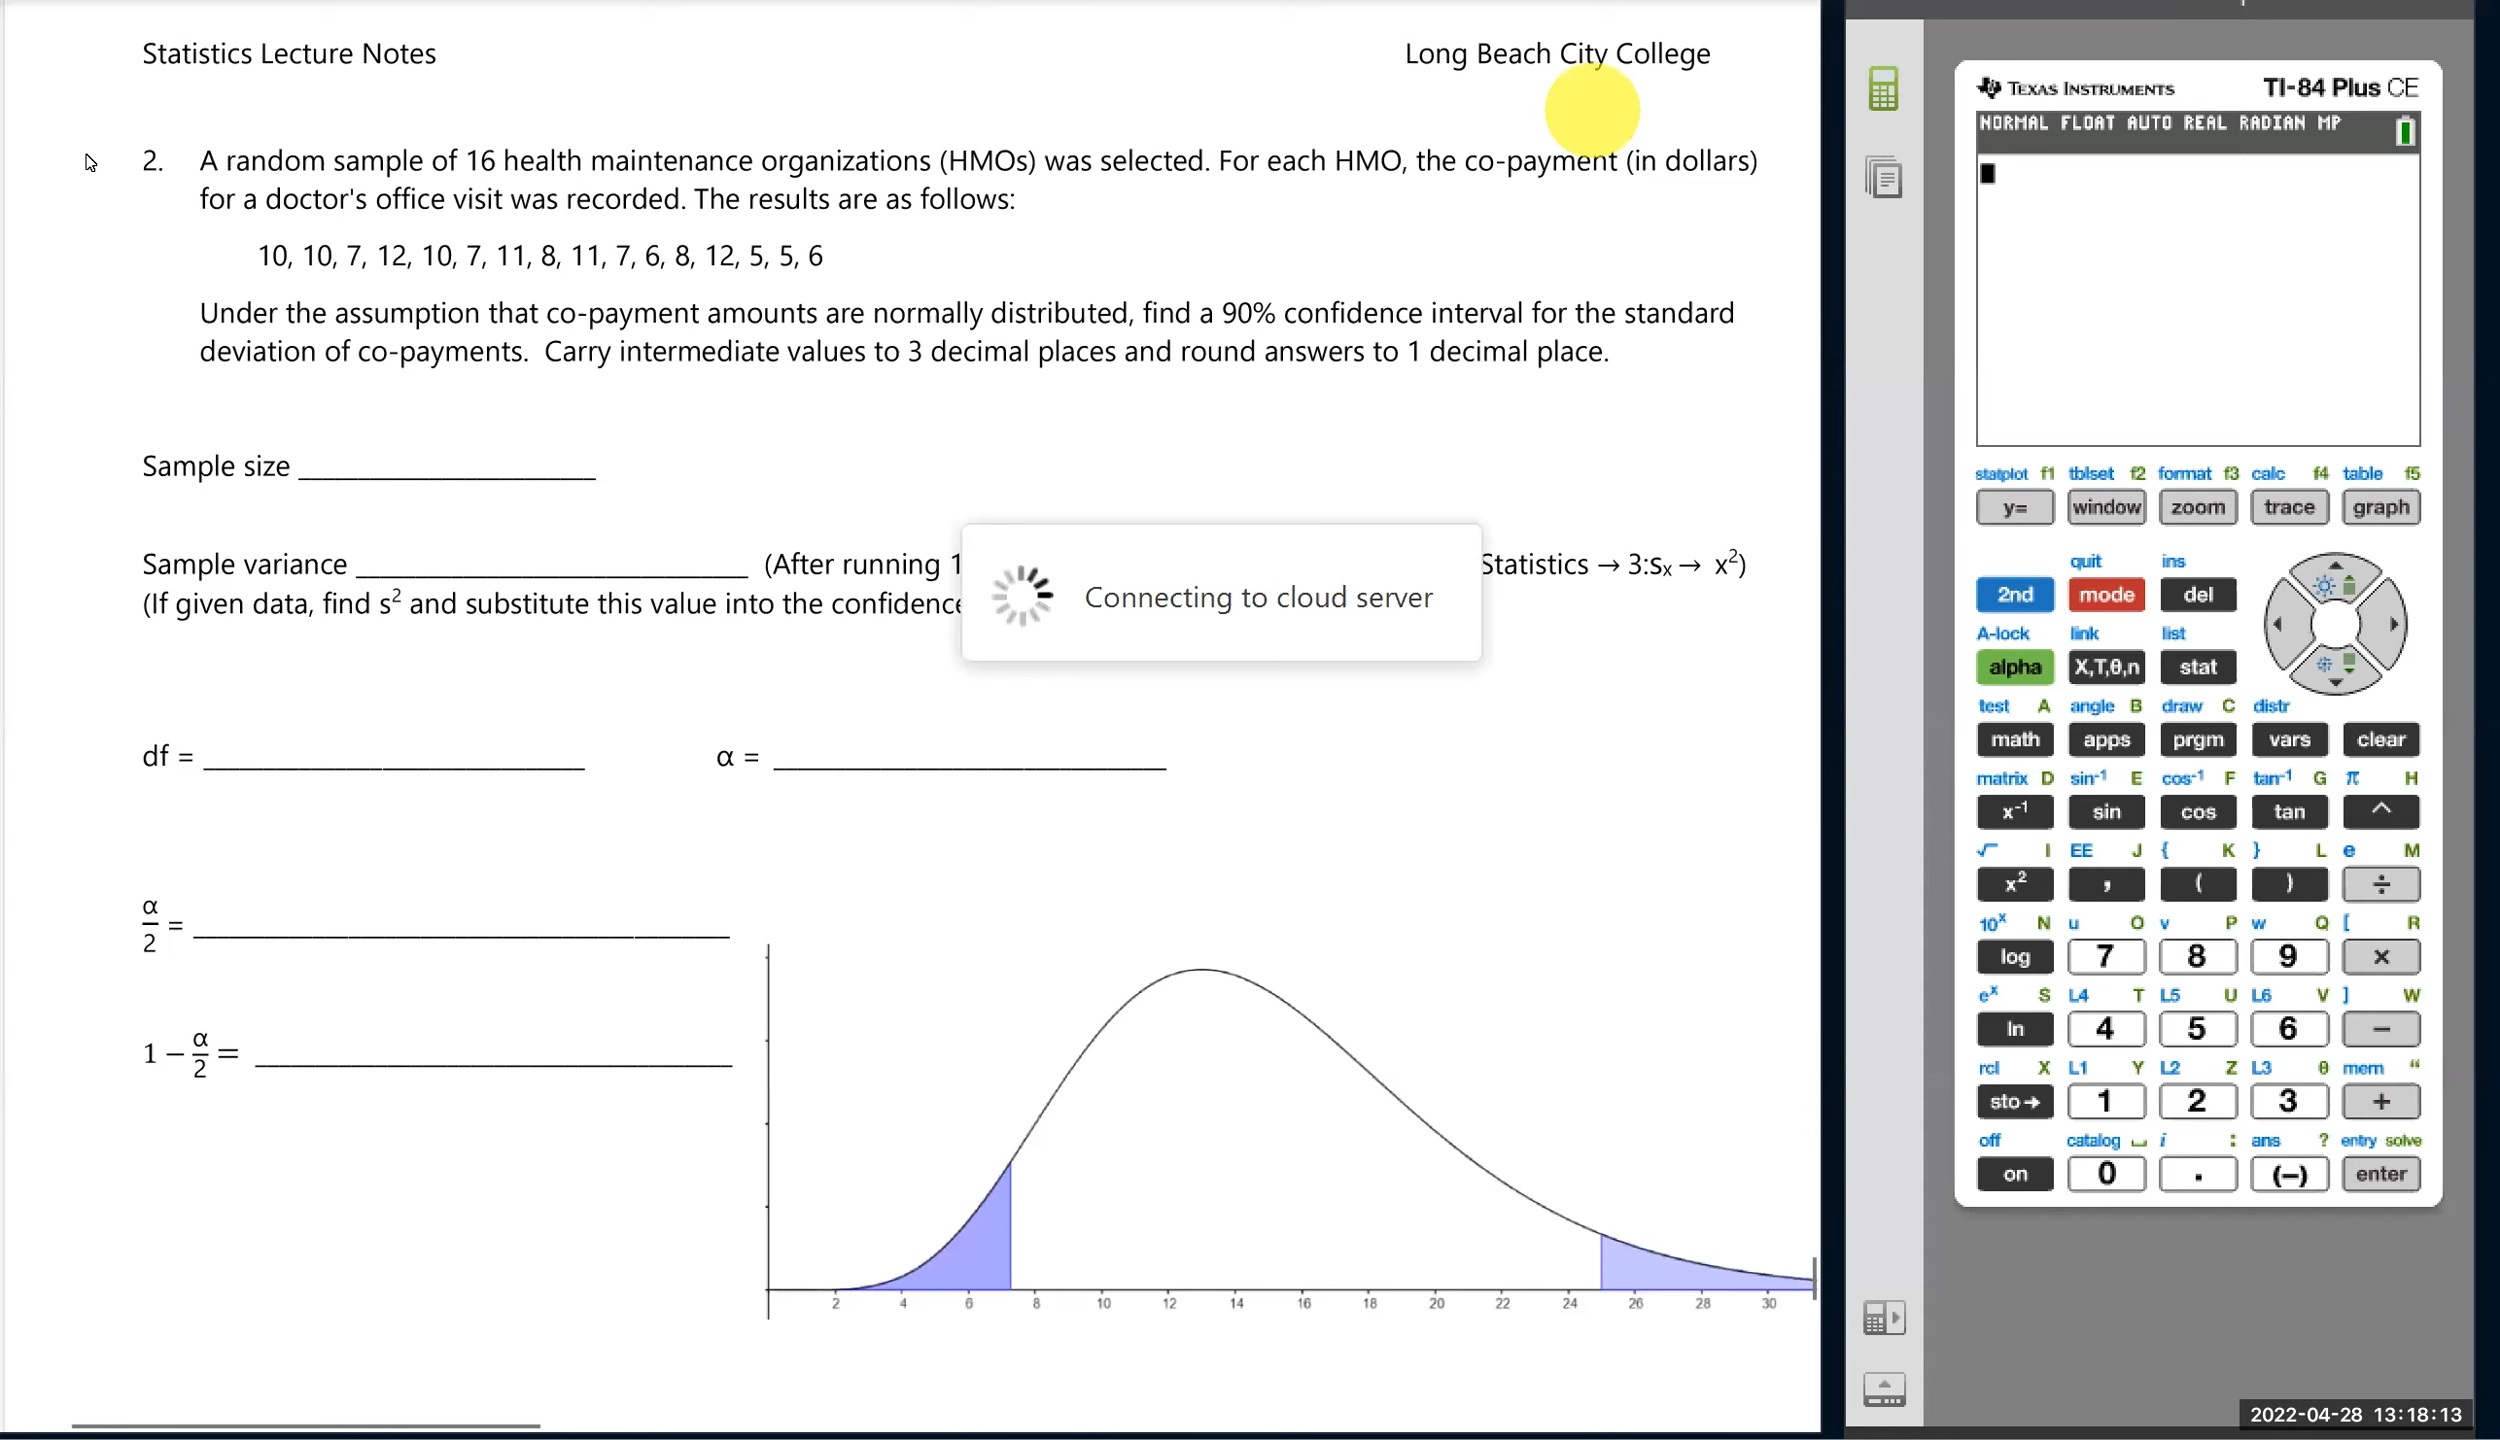 Statistics Lecture Notes
Long Beach City College
2. A random sample of 16 health maintenance organizations (HMOs) was selected. For each HMO, the co-payment (in dollars)
for a doctor's office visit was recorded. The results are as follows:
10, 10, 7, 12, 10, 7, 11, 8, 11, 7, 6, 8, 12, 5, 5, 6
Under the assumption that co-payment amounts are normally distributed, find a 90% confidence interval for the standard
deviation of co-payments. Carry intermediate values to 3 decimal places and round answers to 1 decimal place.
Sample size
Sample variance (After running 1 Statistics → 3:sₓ → x²)
(If given data, find s² and substitute this value into the confidence
Connecting to cloud server
df =
α =
α/2 =
1 − α/2 =
2 4 6 8 10 12 14 16 18 20 22 24 26 28 30
TEXAS INSTRUMENTS TI-84 Plus CE
NORMAL FLOAT AUTO REAL RADIAN MP
statplot f1 tblset f2 format f3 calc f4 table f5
y= window zoom trace graph
quit ins
2nd mode del
A-lock link list
alpha X,T,θ,n stat
test A angle B draw C distr
math apps prgm vars clear
matrix D sin⁻¹ E cos⁻¹ F tan⁻¹ G π H
x⁻¹ sin cos tan ^
√ I EE J { K } L e M
x² , ( ) ÷
10ˣ N u O v P w Q [ R
log 7 8 9 ×
eˣ S L4 T L5 U L6 V ] W
ln 4 5 6 −
rcl X L1 Y L2 Z L3 θ mem "
sto→ 1 2 3 +
off catalog ⎵ i : ans ? entry solve
on 0 . (−) enter
2022-04-28 13:18:13